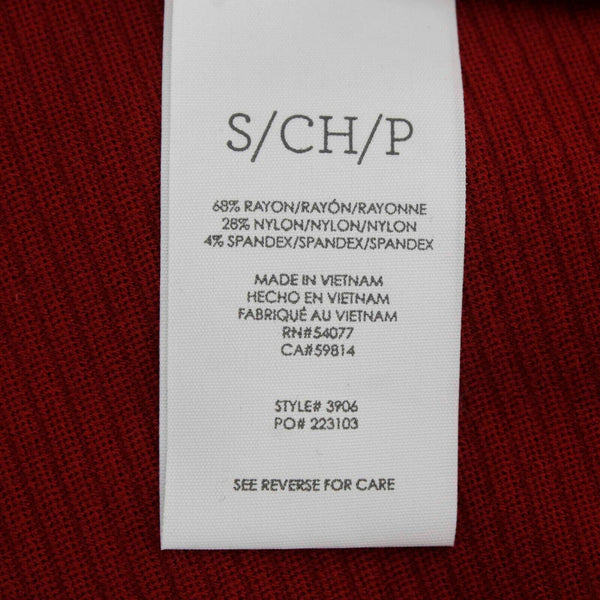 S/CH/P
68% RAYON/RAYÓN/RAYONNE
28% NYLON/NYLON/NYLON
4% SPANDEX/SPANDEX/SPANDEX
MADE IN VIETNAM
HECHO EN VIETNAM
FABRIQUÉ AU VIETNAM
RN#54077
CA#59814
STYLE# 3906
PO# 223103
SEE REVERSE FOR CARE